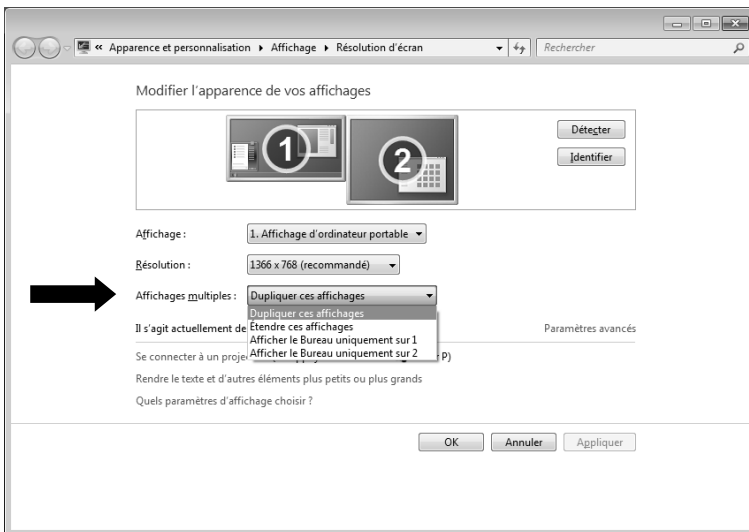 « Apparence et personnalisation ▸ Affichage ▸ Résolution d'écran
Rechercher
Modifier l'apparence de vos affichages
1
2
Détecter
Identifier
Affichage :
1. Affichage d'ordinateur portable
Résolution :
1366 x 768 (recommandé)
Affichages multiples :
Dupliquer ces affichages
Dupliquer ces affichages
Étendre ces affichages
Afficher le Bureau uniquement sur 1
Afficher le Bureau uniquement sur 2
Il s'agit actuellement de
Paramètres avancés
Se connecter à un P)
Rendre le texte et d'autres éléments plus petits ou plus grands
Quels paramètres d'affichage choisir ?
OK
Annuler
Appliquer